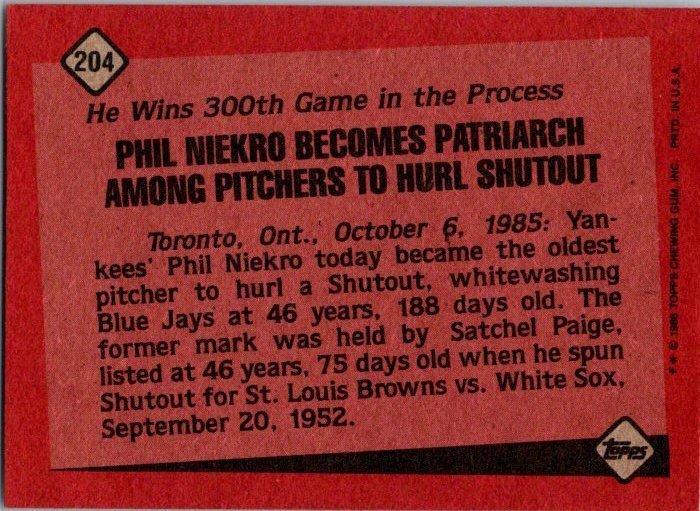 204
He Wins 300th Game in the Process
PHIL NIEKRO BECOMES PATRIARCH
AMONG PITCHERS TO HURL SHUTOUT
Toronto, Ont., October 6, 1985: Yan-
kees' Phil Niekro today became the oldest
pitcher to hurl a Shutout, whitewashing
Blue Jays at 46 years, 188 days old. The
former mark was held by Satchel Paige,
listed at 46 years, 75 days old when he spun
Shutout for St. Louis Browns vs. White Sox,
September 20, 1952.
topps
F* © 1986 TOPPS CHEWING GUM, INC. PRTD. IN U.S.A.